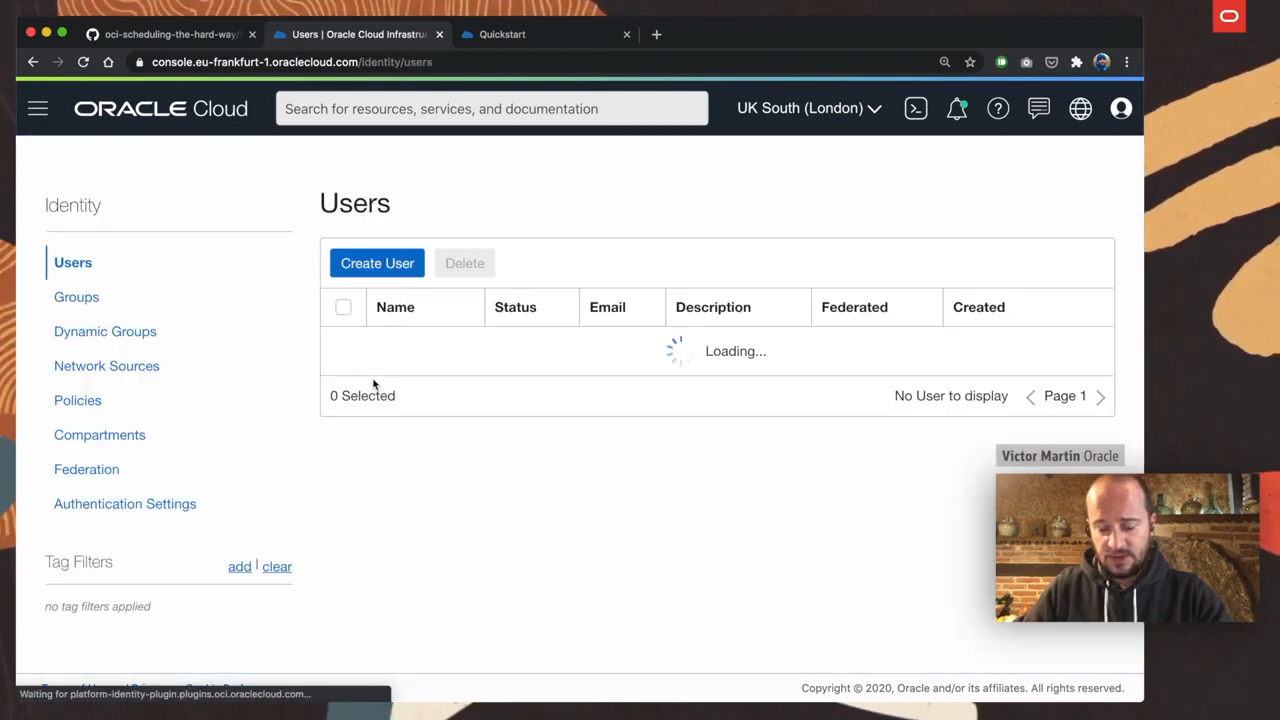 oci-scheduling-the-hard-way/
Users | Oracle Cloud Infrastruc
Quickstart
console.eu-frankfurt-1.oraclecloud.com/identity/users
ORACLE Cloud
Search for resources, services, and documentation
UK South (London)
Identity
Users
Groups
Dynamic Groups
Network Sources
Policies
Compartments
Federation
Authentication Settings
Tag Filters
add | clear
no tag filters applied
Users
Create User
Delete
Name Status Email Description Federated Created
Loading...
0 Selected
No User to display
Page 1
Victor Martin Oracle
Waiting for platform-identity-plugin.plugins.oci.oraclecloud.com...
Copyright © 2020, Oracle and/or its affiliates. All rights reserved.